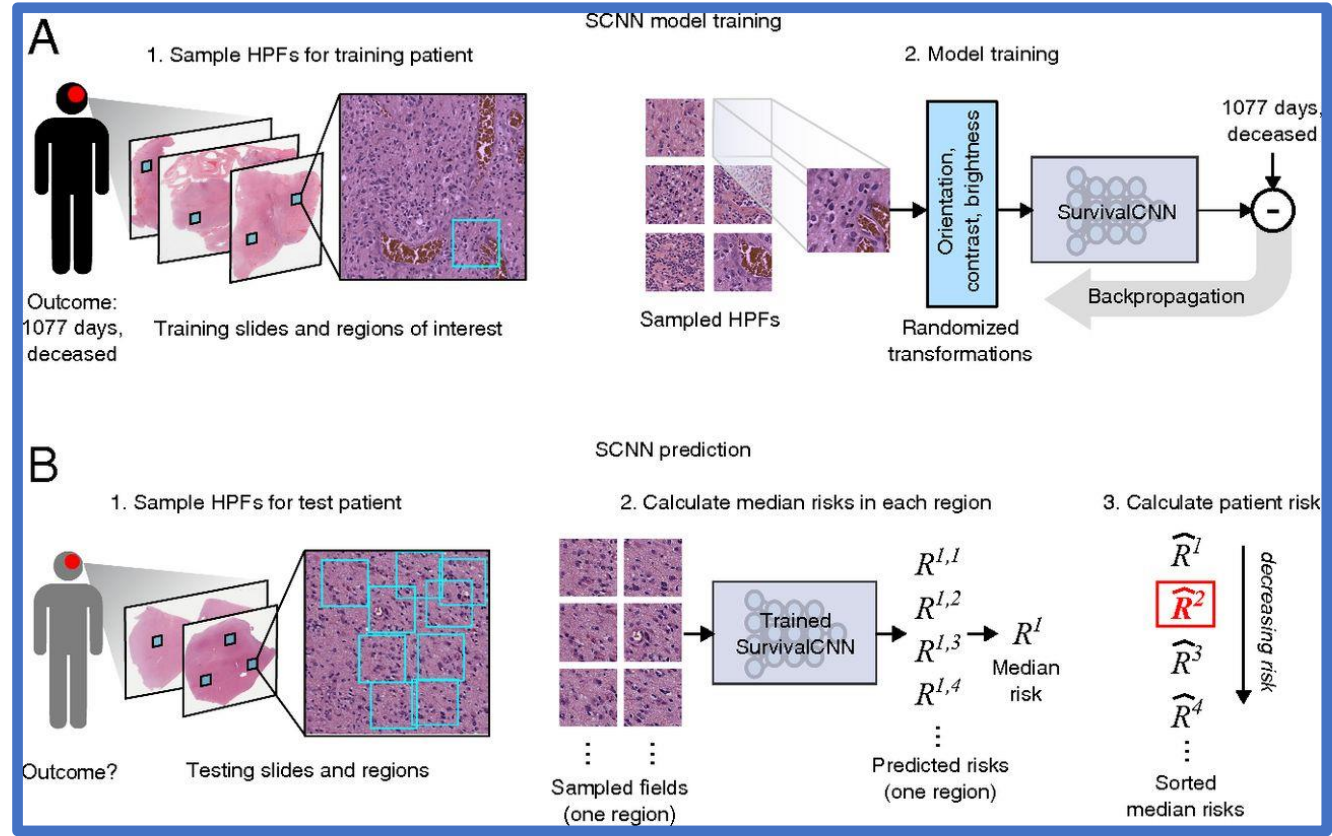 A
SCNN model training
1. Sample HPFs for training patient
2. Model training
Outcome:
1077 days,
deceased
Training slides and regions of interest
Sampled HPFs
Orientation,
contrast, brightness
Randomized
transformations
SurvivalCNN
1077 days,
deceased
-
Backpropagation
B
SCNN prediction
1. Sample HPFs for test patient
2. Calculate median risks in each region
3. Calculate patient risk
Outcome?
Testing slides and regions
⋮ ⋮
Sampled fields
(one region)
Trained
SurvivalCNN
R^{1,1}
R^{1,2}
R^{1,3}
R^{1,4}
⋮
Predicted risks
(one region)
R^1
Median
risk
R̂^1
R̂^2
R̂^3
R̂^4
⋮
decreasing risk
Sorted
median risks